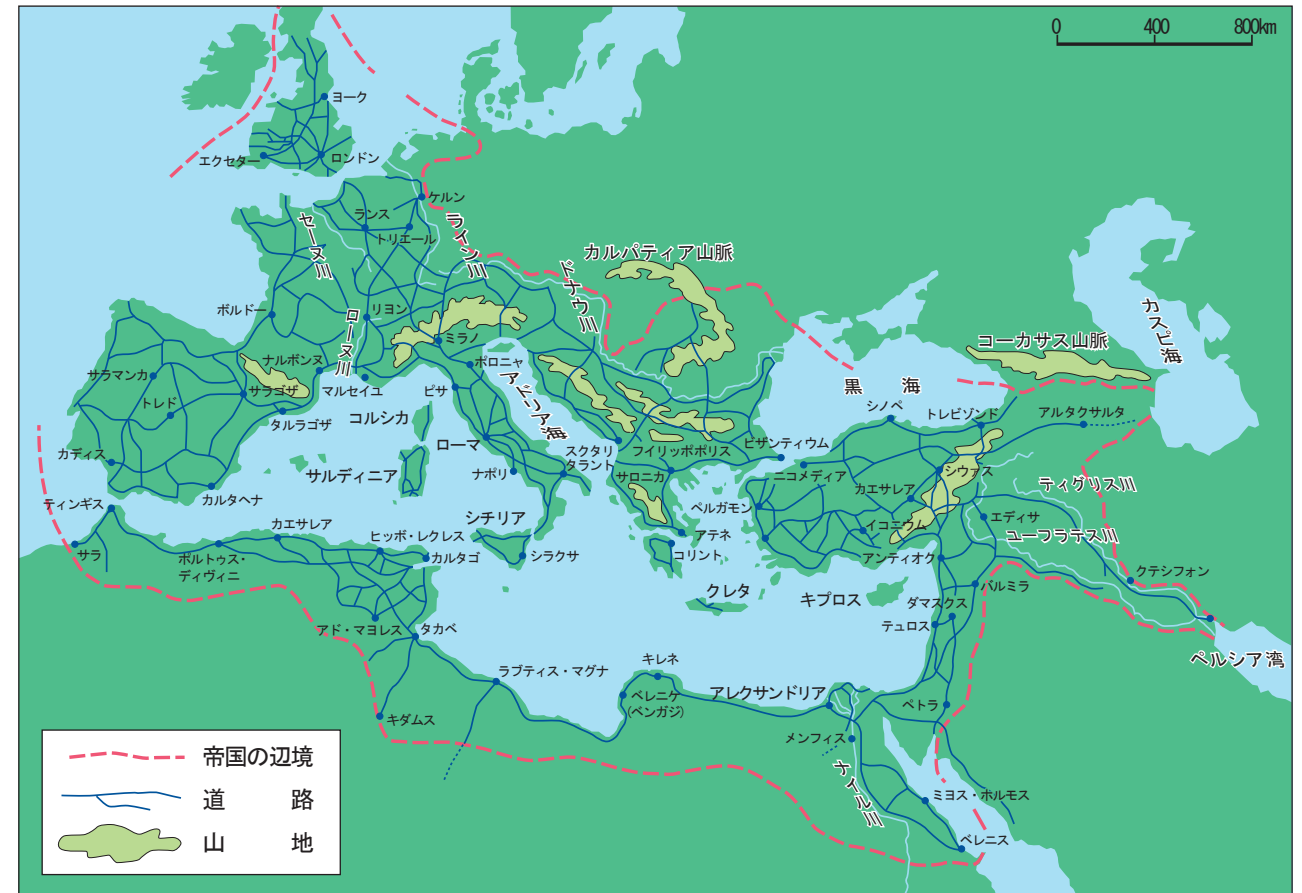 0 400 800km
ヨーク
エクセター
ロンドン
ケルン
ランス
トリエール
セーヌ川
ライン川
カルパティア山脈
ドナウ川
ボルドー
リヨン
ローヌ川
ミラノ
ボロニャ
アドリア海
カスピ海
コーカサス山脈
黒海
シノペ
トレビゾンド
アルタクサルタ
サラマンカ
ナルボンヌ
サラゴザ
マルセイユ
ピサ
トレド
タルラゴザ
コルシカ
ローマ
カディス
サルディニア
ナポリ
スクタリ
タラント
フイリッポポリス
サロニカ
ビザンティウム
ニコメディア
カエサレア
シヴァス
ティグリス川
カルタヘナ
ティンギス
ペルガモン
イコニウム
エディサ
ユーフラテス川
カエサレア
ヒッポ・レクレス
シチリア
アテネ
コリント
アンティオク
サラ
ポルトゥス・
ディヴィニ
カルタゴ
シラクサ
クレタ
キプロス
クテシフォン
パルミラ
ダマスクス
テュロス
アド・マヨレス
タカペ
ペルシア湾
ラプティス・マグナ
キレネ
ベレニケ
(ベンガジ)
アレクサンドリア
ペトラ
キダムス
メンフィス
ナイル川
ミヨス・ホルモス
ベレニス
帝国の辺境
道路
山地